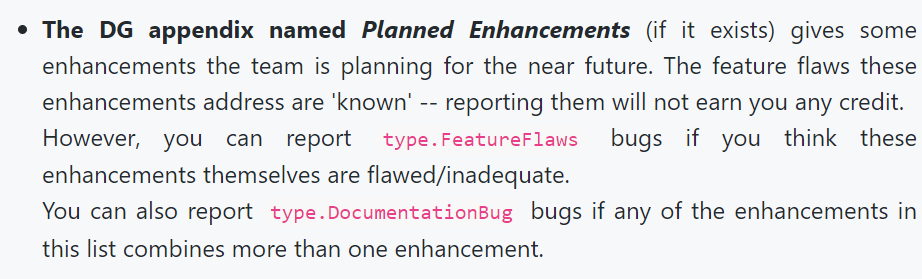 • The DG appendix named Planned Enhancements (if it exists) gives some
enhancements the team is planning for the near future. The feature flaws these
enhancements address are 'known' -- reporting them will not earn you any credit.
However, you can report type.FeatureFlaws bugs if you think these
enhancements themselves are flawed/inadequate.
You can also report type.DocumentationBug bugs if any of the enhancements in
this list combines more than one enhancement.